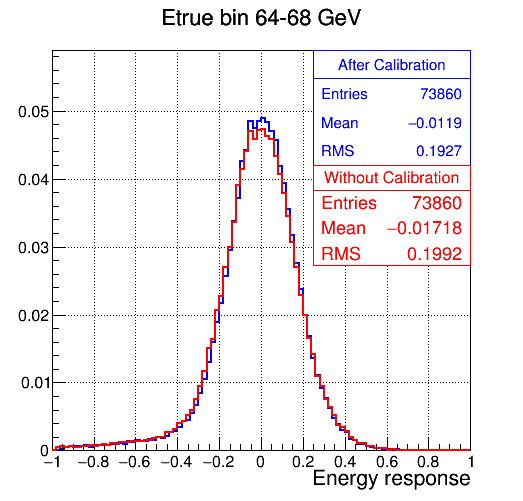 Etrue bin 64-68 GeV
After Calibration
Entries 73860
Mean −0.0119
RMS 0.1927
Without Calibration
Entries 73860
Mean −0.01718
RMS 0.1992
0.05
0.04
0.03
0.02
0.01
0
−1 −0.8 −0.6 −0.4 −0.2 0 0.2 0.4 0.6 0.8 1
Energy response